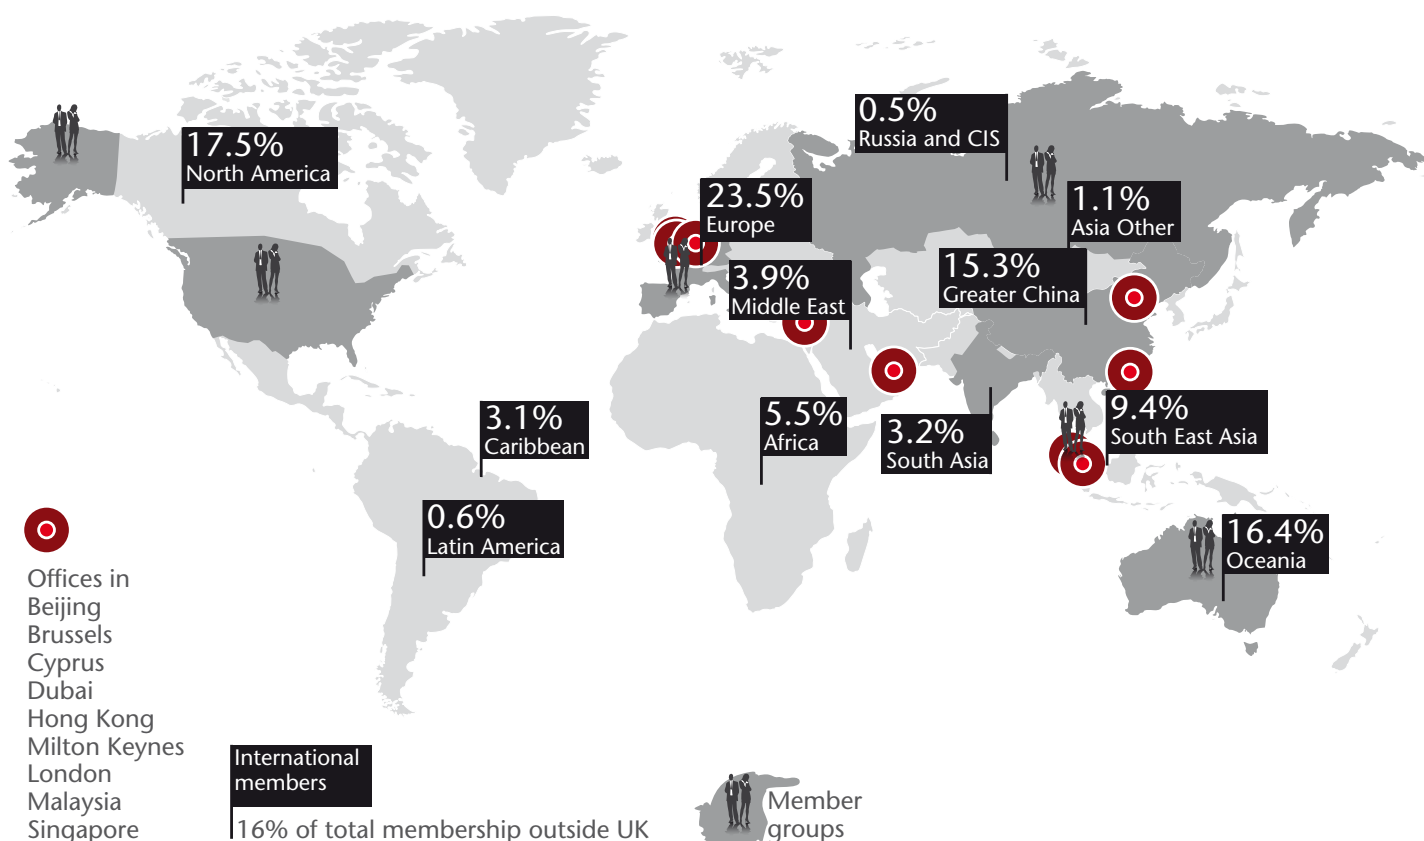 0.5%
Russia and CIS
17.5%
North America
23.5%
Europe
1.1%
Asia Other
15.3%
Greater China
3.9%
Middle East
3.1%
Caribbean
5.5%
Africa
3.2%
South Asia
9.4%
South East Asia
0.6%
Latin America
16.4%
Oceania
Offices in
Beijing
Brussels
Cyprus
Dubai
Hong Kong
Milton Keynes
London
Malaysia
Singapore
International
members
16% of total membership outside UK
Member
groups